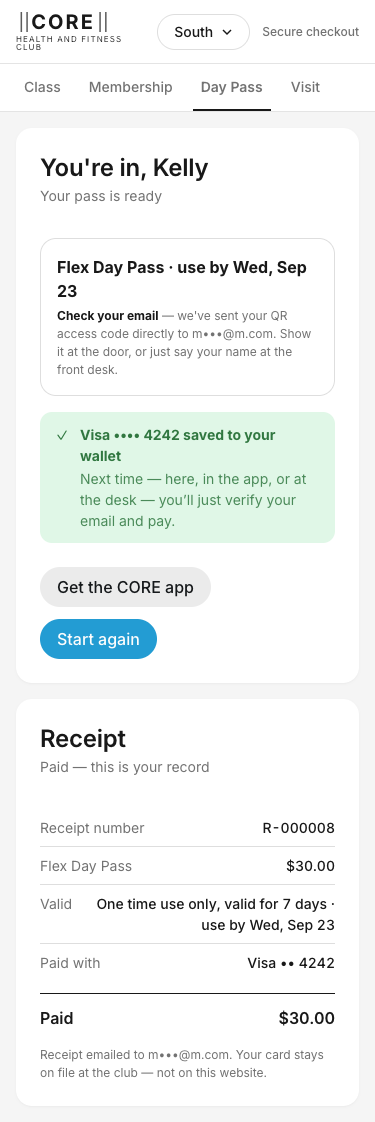 ||CORE||
HEALTH AND FITNESS
CLUB
South
Secure checkout
Class
Membership
Day Pass
Visit
You're in, Kelly
Your pass is ready
Flex Day Pass · use by Wed, Sep
23
Check your email — we've sent your QR
access code directly to m•••@m.com. Show
it at the door, or just say your name at the
front desk.
✓ Visa •••• 4242 saved to your
wallet
Next time — here, in the app, or at
the desk — you'll just verify your
email and pay.
Get the CORE app
Start again
Receipt
Paid — this is your record
Receipt number R-000008
Flex Day Pass $30.00
Valid One time use only, valid for 7 days ·
use by Wed, Sep 23
Paid with Visa •• 4242
Paid $30.00
Receipt emailed to m•••@m.com. Your card stays
on file at the club — not on this website.